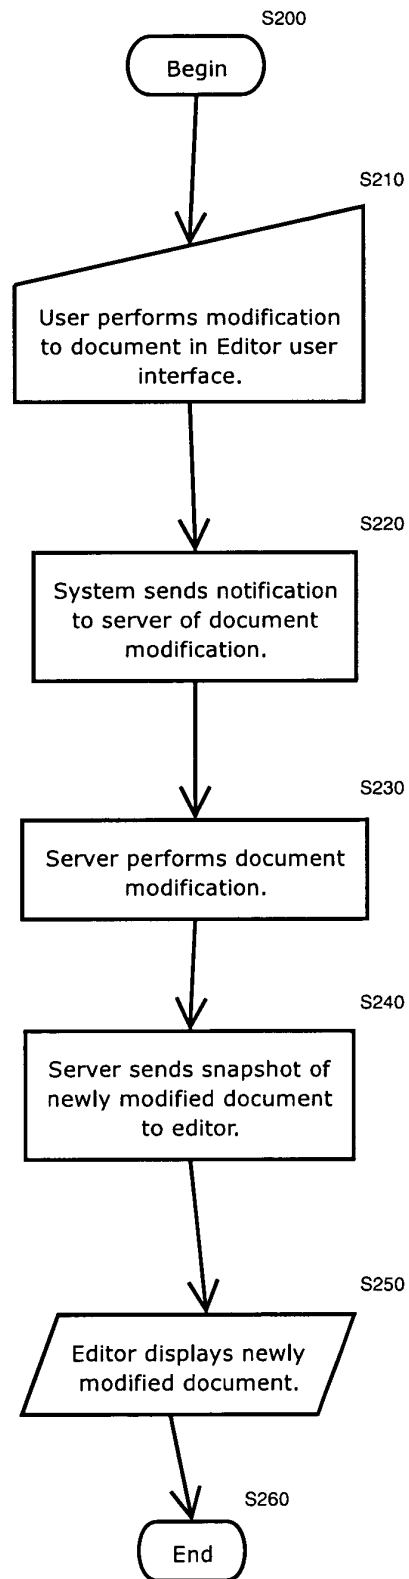 S200
Begin
S210
User performs modification
to document in Editor user
interface.
S220
System sends notification
to server of document
modification.
S230
Server performs document
modification.
S240
Server sends snapshot of
newly modified document
to editor.
S250
Editor displays newly
modified document.
S260
End